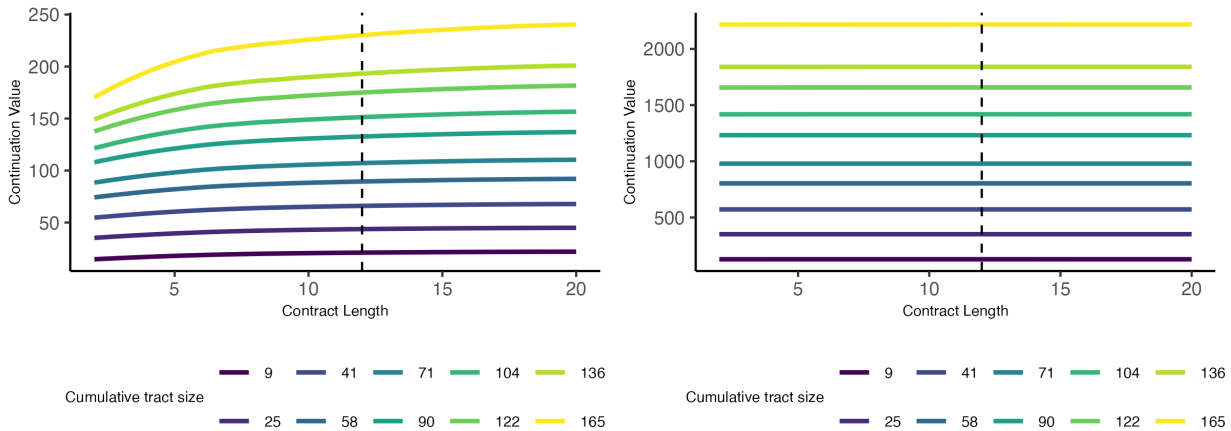 250
200
150
100
50
Continuation Value
5 10 15 20
Contract Length
Cumulative tract size
9 41 71 104 136
25 58 90 122 165
2000
1500
1000
500
Continuation Value
5 10 15 20
Contract Length
Cumulative tract size
9 41 71 104 136
25 58 90 122 165